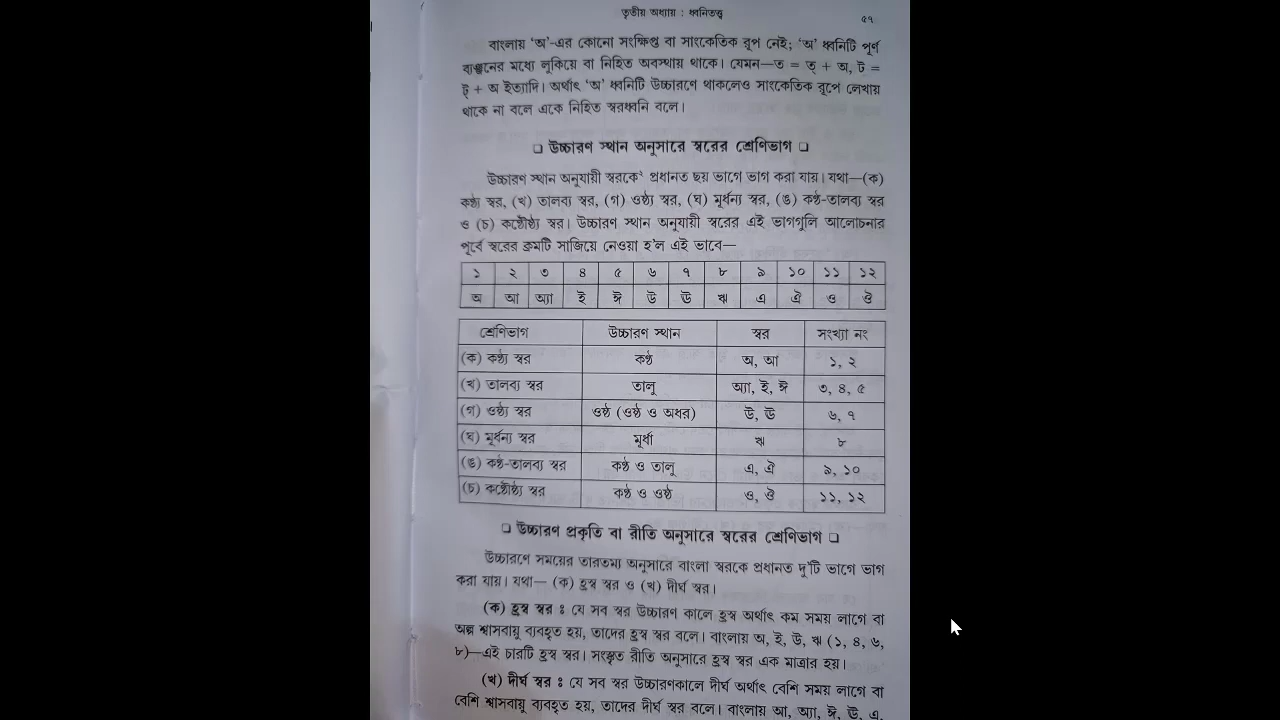 তৃতীয় অধ্যায় : ধ্বনিতত্ত্ব ৫৭
বাংলায় ‘অ’-এর কোনো সংক্ষিপ্ত বা সাংকেতিক রূপ নেই; ‘অ’ ধ্বনিটি পূর্ণ
ব্যঞ্জনের মধ্যে লুকিয়ে বা নিহিত অবস্থায় থাকে। যেমন—ত = ত্ + অ, ট =
ট্ + অ ইত্যাদি। অর্থাৎ ‘অ’ ধ্বনিটি উচ্চারণে থাকলেও সাংকেতিক রূপে লেখায়
থাকে না বলে একে নিহিত স্বরধ্বনি বলে।
❑ উচ্চারণ স্থান অনুসারে স্বরের শ্রেণিভাগ ❑
উচ্চারণ স্থান অনুযায়ী স্বরকে২ প্রধানত ছয় ভাগে ভাগ করা যায়। যথা—(ক)
কণ্ঠ্য স্বর, (খ) তালব্য স্বর, (গ) ওষ্ঠ্য স্বর, (ঘ) মূর্ধন্য স্বর, (ঙ) কণ্ঠ-তালব্য স্বর
ও (চ) কণ্ঠৌষ্ঠ্য স্বর। উচ্চারণ স্থান অনুযায়ী স্বরের এই ভাগগুলি আলোচনার
পূর্বে স্বরের ক্রমটি সাজিয়ে নেওয়া হ’ল এই ভাবে—
১ ২ ৩ ৪ ৫ ৬ ৭ ৮ ৯ ১০ ১১ ১২
অ আ অ্যা ই ঈ উ ঊ ঋ এ ঐ ও ঔ
শ্রেণিভাগ উচ্চারণ স্থান স্বর সংখ্যা নং
(ক) কণ্ঠ্য স্বর কণ্ঠ অ, আ ১, ২
(খ) তালব্য স্বর তালু অ্যা, ই, ঈ ৩, ৪, ৫
(গ) ওষ্ঠ্য স্বর ওষ্ঠ (ওষ্ঠ ও অধর) উ, ঊ ৬, ৭
(ঘ) মূর্ধন্য স্বর মূর্ধা ঋ ৮
(ঙ) কণ্ঠ-তালব্য স্বর কণ্ঠ ও তালু এ, ঐ ৯, ১০
(চ) কণ্ঠৌষ্ঠ্য স্বর কণ্ঠ ও ওষ্ঠ ও, ঔ ১১, ১২
❑ উচ্চারণ প্রকৃতি বা রীতি অনুসারে স্বরের শ্রেণিভাগ ❑
উচ্চারণে সময়ের তারতম্য অনুসারে বাংলা স্বরকে প্রধানত দু’টি ভাগে ভাগ
করা যায়। যথা— (ক) হ্রস্ব স্বর ও (খ) দীর্ঘ স্বর।
(ক) হ্রস্ব স্বর : যে সব স্বর উচ্চারণ কালে হ্রস্ব অর্থাৎ কম সময় লাগে বা
অল্প শ্বাসবায়ু ব্যবহৃত হয়, তাদের হ্রস্ব স্বর বলে। বাংলায় অ, ই, উ, ঋ (১, ৪, ৬,
৮)—এই চারটি হ্রস্ব স্বর। সংস্কৃত রীতি অনুসারে হ্রস্ব স্বর এক মাত্রার হয়।
(খ) দীর্ঘ স্বর : যে সব স্বর উচ্চারণকালে দীর্ঘ অর্থাৎ বেশি সময় লাগে বা
বেশি শ্বাসবায়ু ব্যবহৃত হয়, তাদের দীর্ঘ স্বর বলে। বাংলায় আ, অ্যা, ঈ, ঊ, এ,